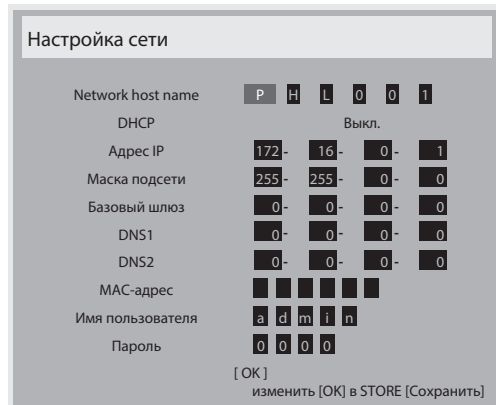 Настройка сети
Network host name P H L 0 0 1
DHCP Выкл.
Адрес IP 172 - 16 - 0 - 1
Маска подсети 255 - 255 - 0 - 0
Базовый шлюз 0 - 0 - 0 - 0
DNS1 0 - 0 - 0 - 0
DNS2 0 - 0 - 0 - 0
MAC-адрес
Имя пользователя a d m i n
Пароль 0 0 0 0
[ OK ]
изменить [OK] в STORE [Сохранить]